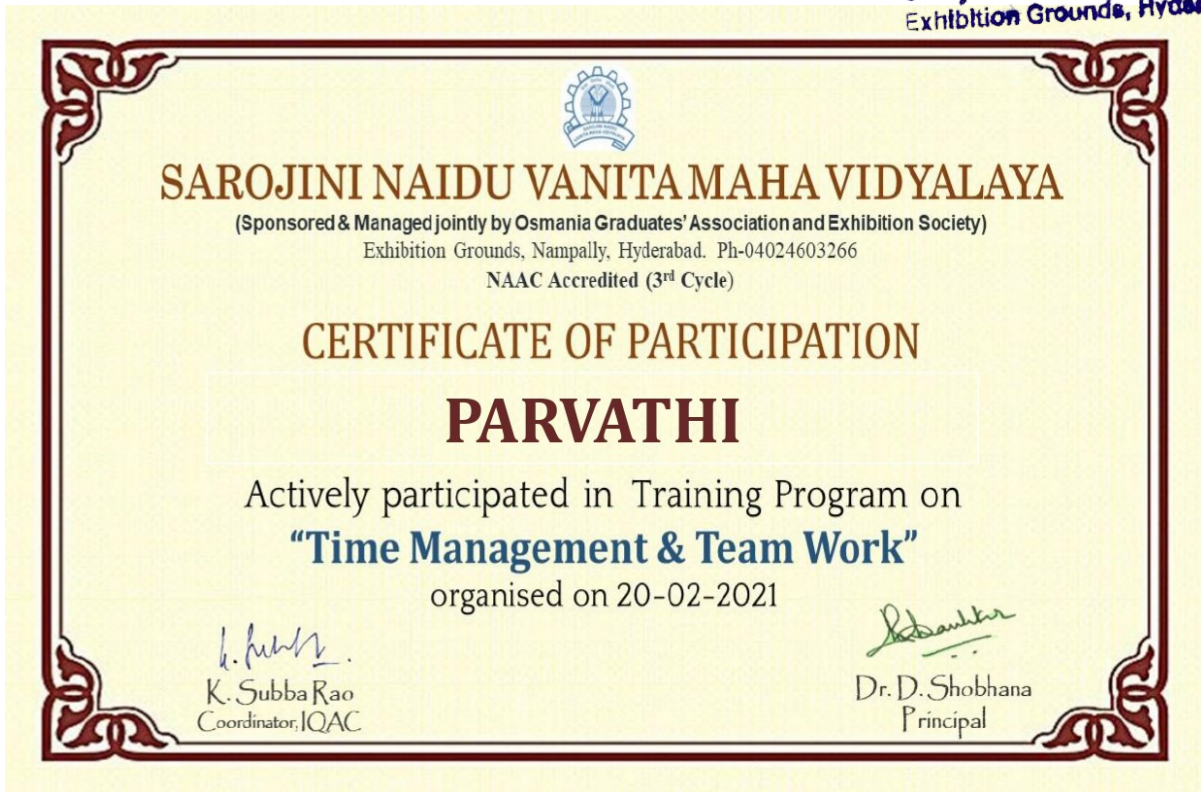 Exhibition Grounds, Hyde
SAROJINI NAIDU VANITA MAHA VIDYALAYA
(Sponsored & Managed jointly by Osmania Graduates' Association and Exhibition Society)
Exhibition Grounds, Nampally, Hyderabad. Ph-04024603266
NAAC Accredited (3rd Cycle)
CERTIFICATE OF PARTICIPATION
PARVATHI
Actively participated in Training Program on
“Time Management & Team Work”
organised on 20-02-2021
K. Subba Rao
Coordinator, IQAC
Dr. D. Shobhana
Principal